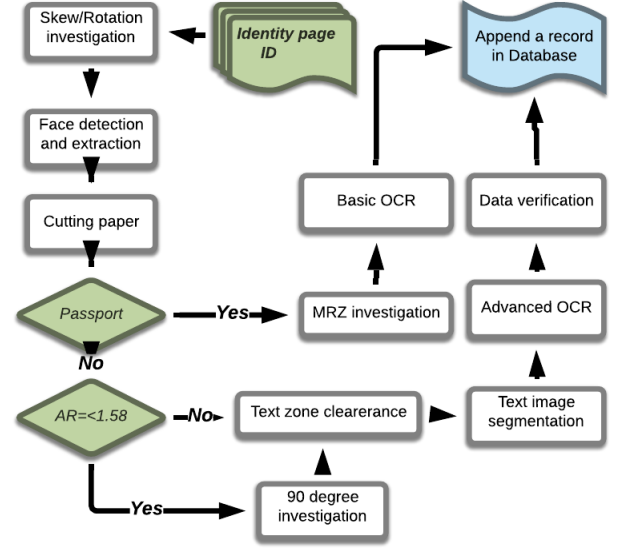 Skew/Rotation
investigation
Identity page
ID
Append a record
in Database
Face detection
and extraction
Cutting paper
Basic OCR
Data verification
Passport
Yes
MRZ investigation
Advanced OCR
No
AR=<1.58
No
Text zone clearerance
Text image
segmentation
Yes
90 degree
investigation